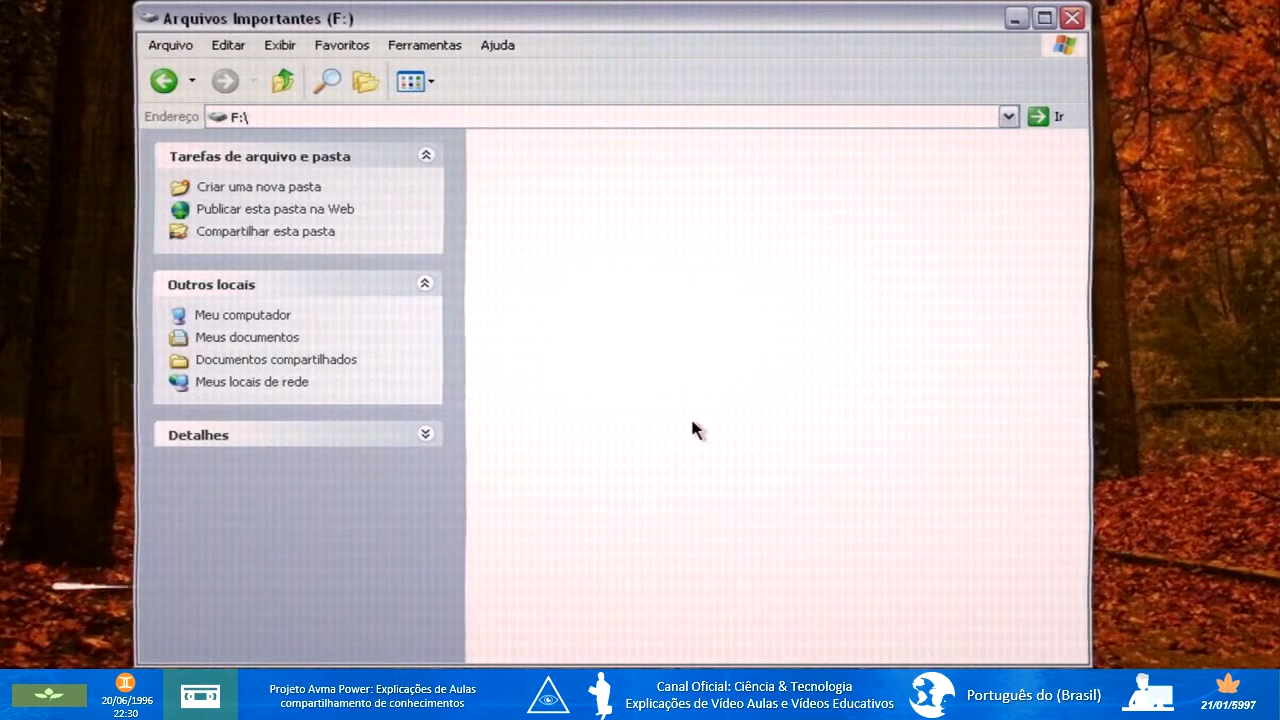 Arquivos Importantes (F:)
Arquivo Editar Exibir Favoritos Ferramentas Ajuda
Endereço F:\ Ir
Tarefas de arquivo e pasta
Criar uma nova pasta
Publicar esta pasta na Web
Compartilhar esta pasta
Outros locais
Meu computador
Meus documentos
Documentos compartilhados
Meus locais de rede
Detalhes
20/06/1996
22:30
Projeto Avma Power: Explicações de Aulas
compartilhamento de conhecimentos
Canal Oficial: Ciência & Tecnologia
Explicações de Vídeo Aulas e Vídeos Educativos
Português do (Brasil)
21/01/5997